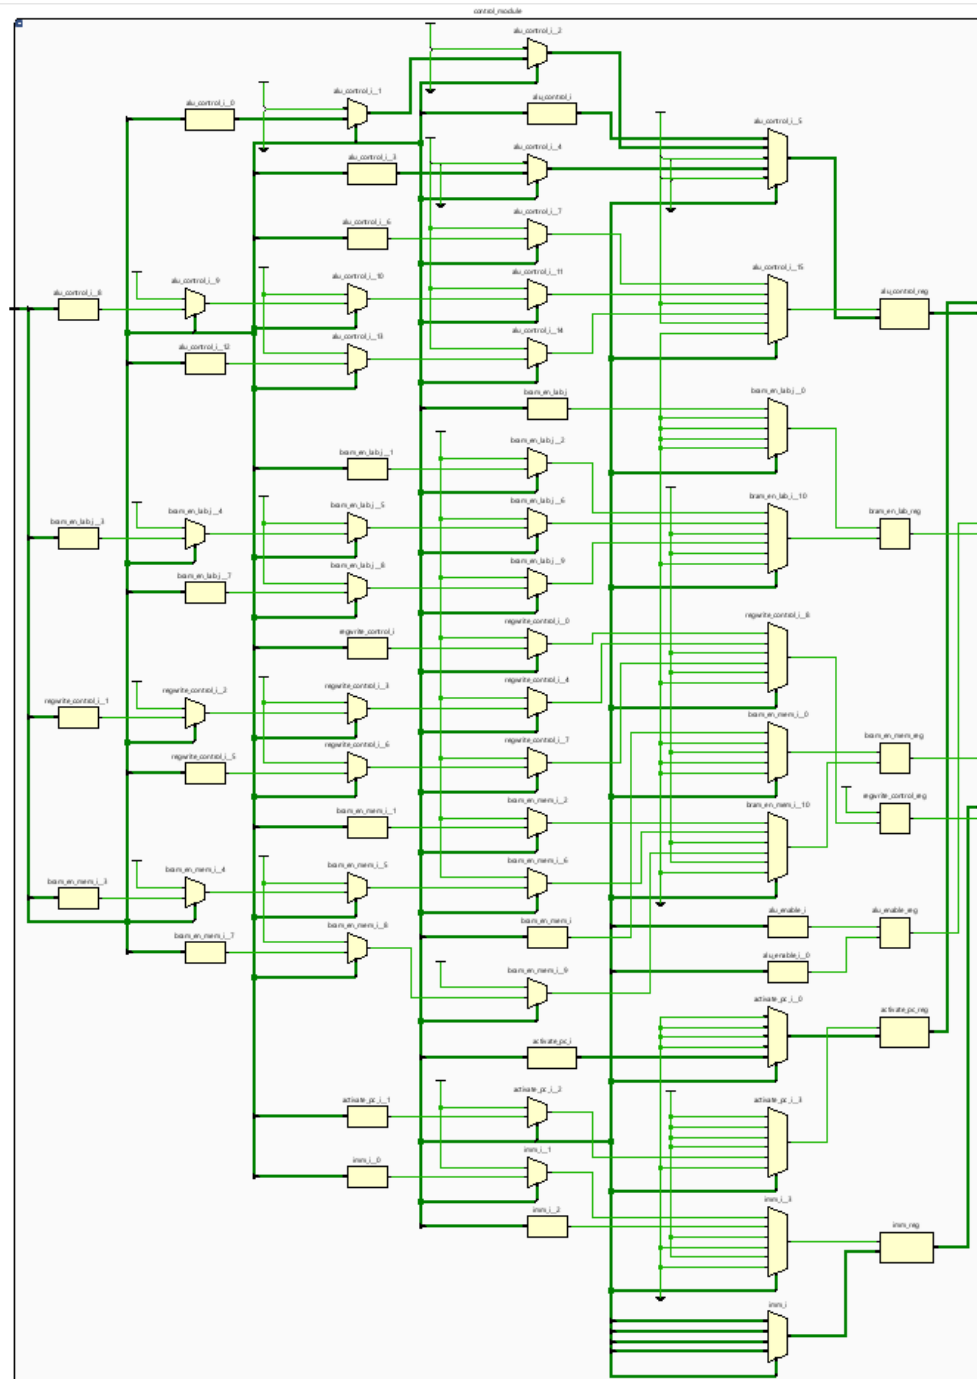 control_module
alu_control_i__2
alu_control_i__1
alu_control_i__0
alu_control_i
alu_control_i__5
alu_control_i__3
alu_control_i__4
alu_control_i__6
alu_control_i__7
alu_control_i__8
alu_control_i__9
alu_control_i__10
alu_control_i__11
alu_control_i__15
alu_control_reg
alu_control_i__12
alu_control_i__13
alu_control_i__14
bram_en_lab_i
bram_en_lab_i__0
bram_en_lab_i__1
bram_en_lab_i__2
bram_en_lab_i__3
bram_en_lab_i__4
bram_en_lab_i__5
bram_en_lab_i__6
bram_en_lab_i__10
bram_en_lab_reg
bram_en_lab_i__7
bram_en_lab_i__8
bram_en_lab_i__9
regwrite_control_i
regwrite_control_i__0
regwrite_control_i__8
regwrite_control_i__1
regwrite_control_i__2
regwrite_control_i__3
regwrite_control_i__4
regwrite_control_i__5
regwrite_control_i__6
regwrite_control_i__7
bram_en_mem_i__0
bram_en_mem_reg
bram_en_mem_i__1
bram_en_mem_i__2
bram_en_mem_i__10
regwrite_control_reg
bram_en_mem_i__3
bram_en_mem_i__4
bram_en_mem_i__5
bram_en_mem_i__6
bram_en_mem_i__7
bram_en_mem_i__8
bram_en_mem_i
alu_enable_i
alu_enable_reg
bram_en_mem_i__9
alu_enable_i__0
activate_pc_i__0
activate_pc_reg
activate_pc_i
activate_pc_i__1
activate_pc_i__2
activate_pc_i__3
imm_i__0
imm_i__1
imm_i__2
imm_i__3
imm_reg
imm_i